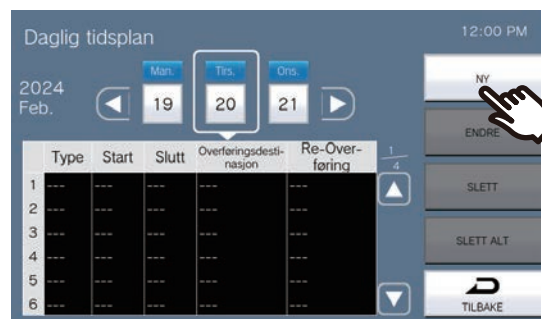 Daglig tidsplan
12:00 PM
2024
Feb.
Man.
19
Tirs.
20
Ons.
21
Type Start Slutt Overføringsdesti-
nasjon
Re-Over-
føring
1
4
1 --- --- --- --- ---
2 --- --- --- --- ---
3 --- --- --- --- ---
4 --- --- --- --- ---
5 --- --- --- --- ---
6 --- --- --- --- ---
NY
ENDRE
SLETT
SLETT ALT
TILBAKE